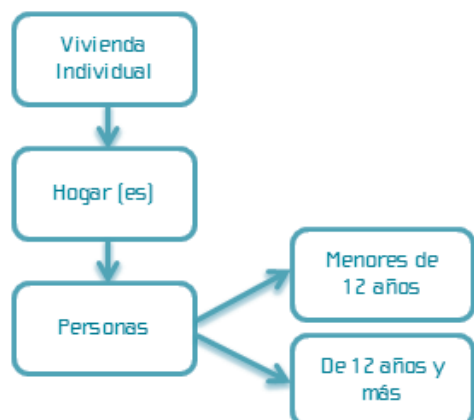 Vivienda
Individual
Hogar (es)
Menores de
12 años
Personas
De 12 años y
más